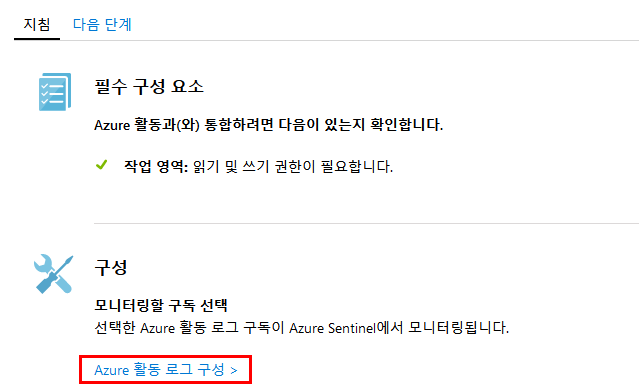 지침 다음 단계
필수 구성 요소
Azure 활동과(와) 통합하려면 다음이 있는지 확인합니다.
작업 영역: 읽기 및 쓰기 권한이 필요합니다.
구성
모니터링할 구독 선택
선택한 Azure 활동 로그 구독이 Azure Sentinel에서 모니터링됩니다.
Azure 활동 로그 구성 >